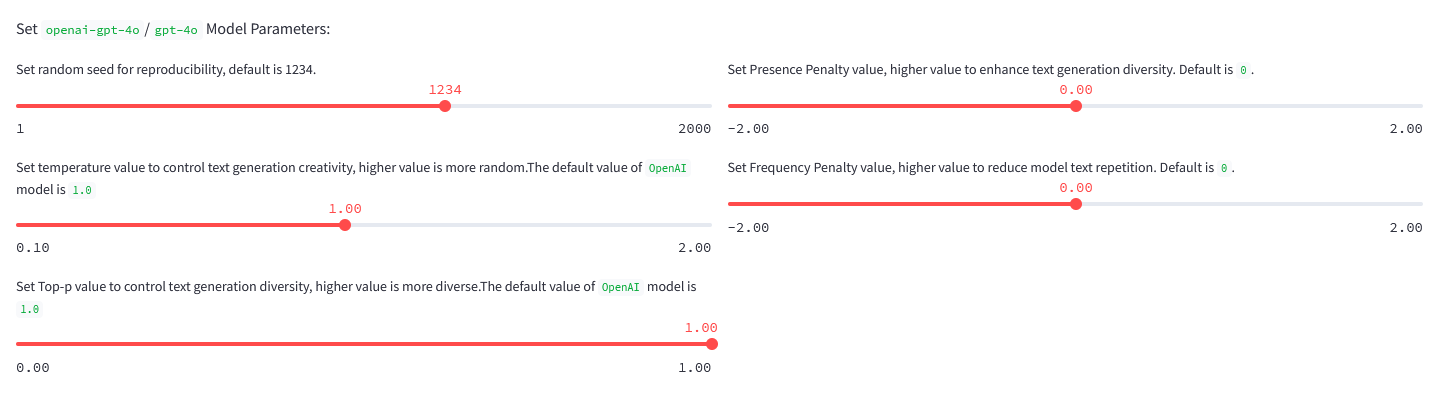 Set openai-gpt-4o / gpt-4o Model Parameters:
Set random seed for reproducibility, default is 1234.
1234
1 2000
Set temperature value to control text generation creativity, higher value is more random.The default value of OpenAI
model is 1.0
1.00
0.10 2.00
Set Top-p value to control text generation diversity, higher value is more diverse.The default value of OpenAI model is
1.0
1.00
0.00 1.00
Set Presence Penalty value, higher value to enhance text generation diversity. Default is 0 .
0.00
-2.00 2.00
Set Frequency Penalty value, higher value to reduce model text repetition. Default is 0 .
0.00
-2.00 2.00